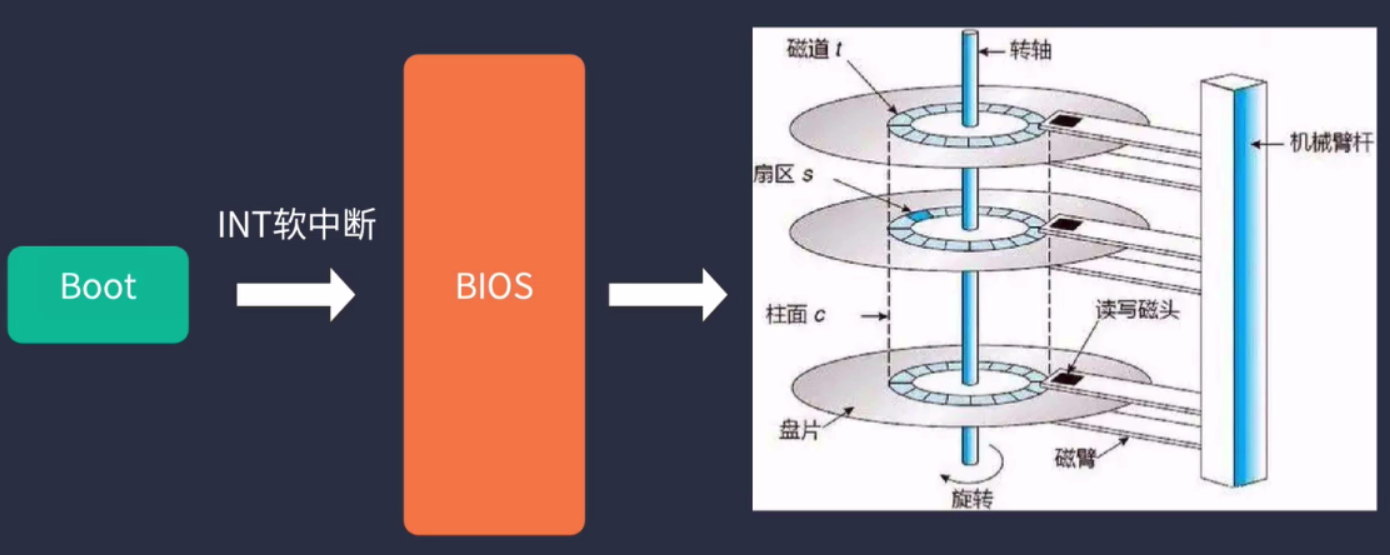 Boot
INT软中断
BIOS
磁道 t
转轴
机械臂杆
扇区 s
柱面 c
读写磁头
盘片
磁臂
旋转